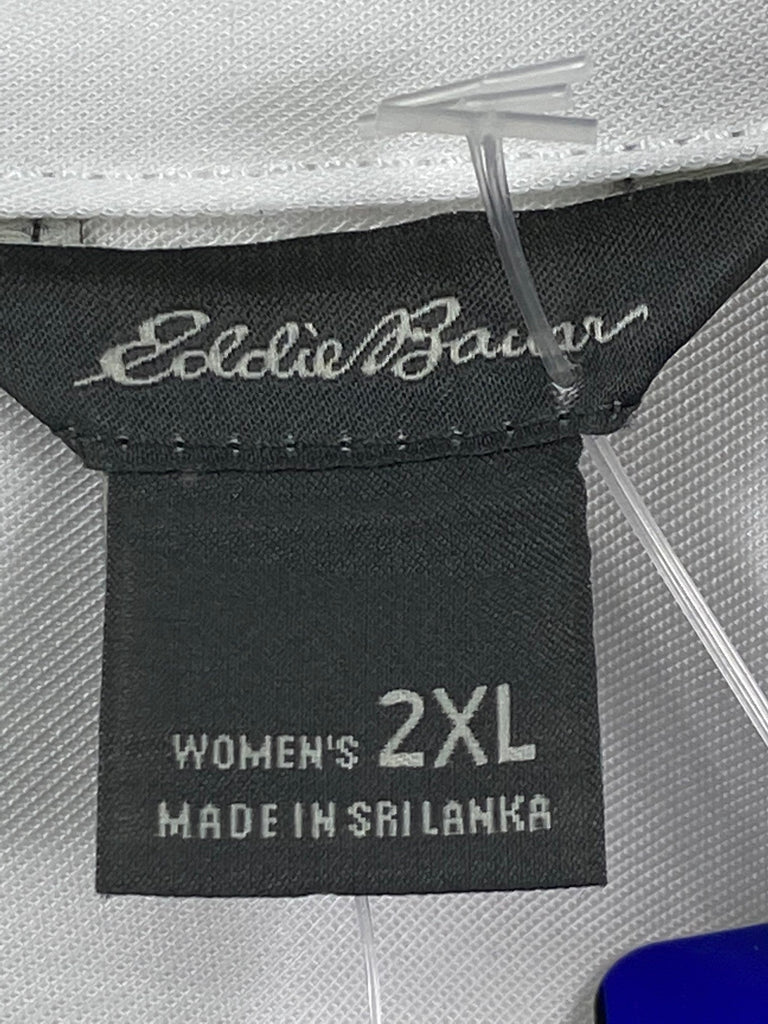 Eddie Bauer
WOMEN'S 2XL
MADE IN SRI LANKA